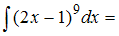 ∫(2x − 1)⁹ dx =